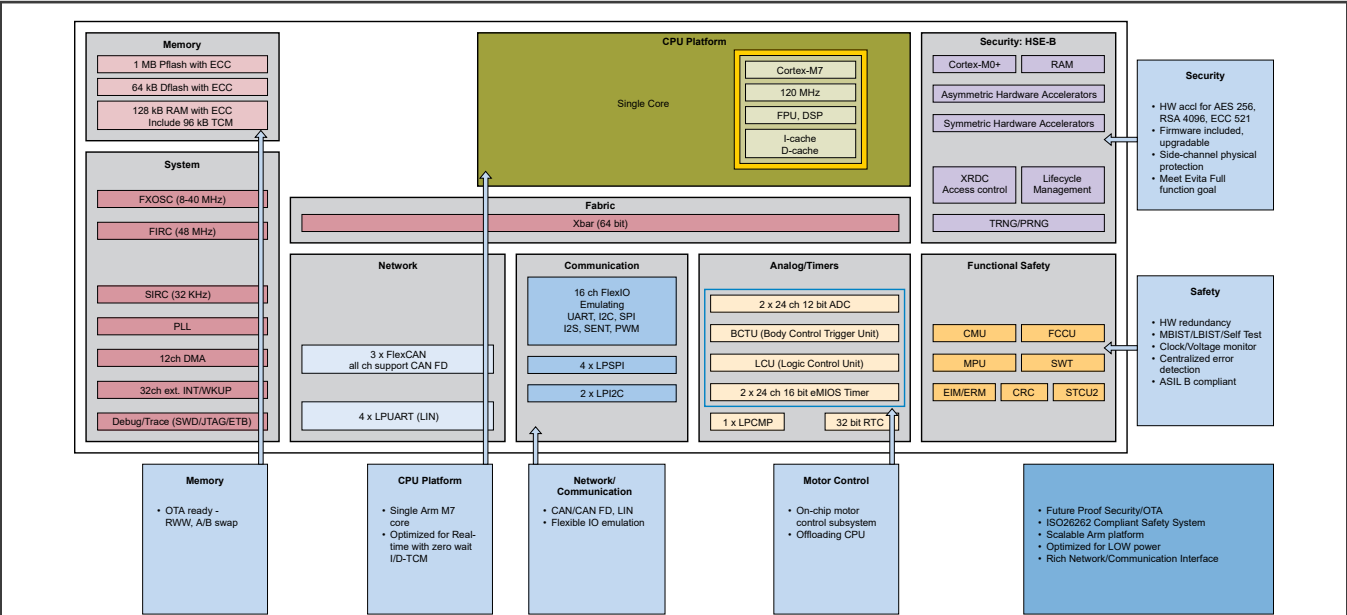 Memory
1 MB Pflash with ECC
64 kB Dflash with ECC
128 kB RAM with ECC
Include 96 kB TCM
System
FXOSC (8-40 MHz)
FIRC (48 MHz)
SIRC (32 KHz)
PLL
12ch DMA
32ch ext. INT/WKUP
Debug/Trace (SWD/JTAG/ETB)
CPU Platform
Single Core
Cortex-M7
120 MHz
FPU, DSP
I-cache
D-cache
Fabric
Xbar (64 bit)
Network
3 x FlexCAN
all ch support CAN FD
4 x LPUART (LIN)
Communication
16 ch FlexIO
Emulating
UART, I2C, SPI
I2S, SENT, PWM
4 x LPSPI
2 x LPI2C
Analog/Timers
2 x 24 ch 12 bit ADC
BCTU (Body Control Trigger Unit)
LCU (Logic Control Unit)
2 x 24 ch 16 bit eMIOS Timer
1 x LPCMP
32 bit RTC
Security: HSE-B
Cortex-M0+
RAM
Asymmetric Hardware Accelerators
Symmetric Hardware Accelerators
XRDC
Access control
Lifecycle
Management
TRNG/PRNG
Functional Safety
CMU
FCCU
MPU
SWT
EIM/ERM
CRC
STCU2
Security
• HW accl for AES 256,
RSA 4096, ECC 521
• Firmware included,
upgradable
• Side-channel physical
protection
• Meet Evita Full
function goal
Safety
• HW redundancy
• MBIST/LBIST/Self Test
• Clock/Voltage monitor
• Centralized error
detection
• ASIL B compliant
Memory
• OTA ready -
RWW, A/B swap
CPU Platform
• Single Arm M7
core
• Optimized for Real-
time with zero wait
I/D-TCM
Network/
Communication
• CAN/CAN FD, LIN
• Flexible IO emulation
Motor Control
• On-chip motor
control subsystem
• Offloading CPU
• Future Proof Security/OTA
• ISO26262 Compliant Safety System
• Scalable Arm platform
• Optimized for LOW power
• Rich Network/Communication Interface